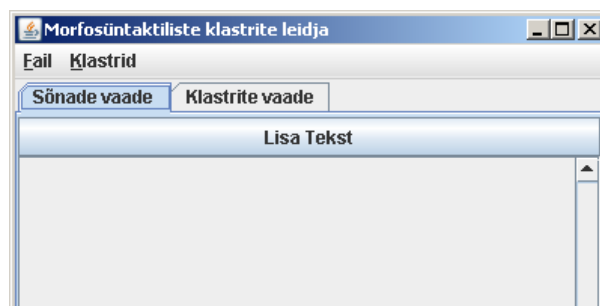 Morfosüntaktiliste klastrite leidja
Fail Klastrid
Sõnade vaade Klastrite vaade
Lisa Tekst